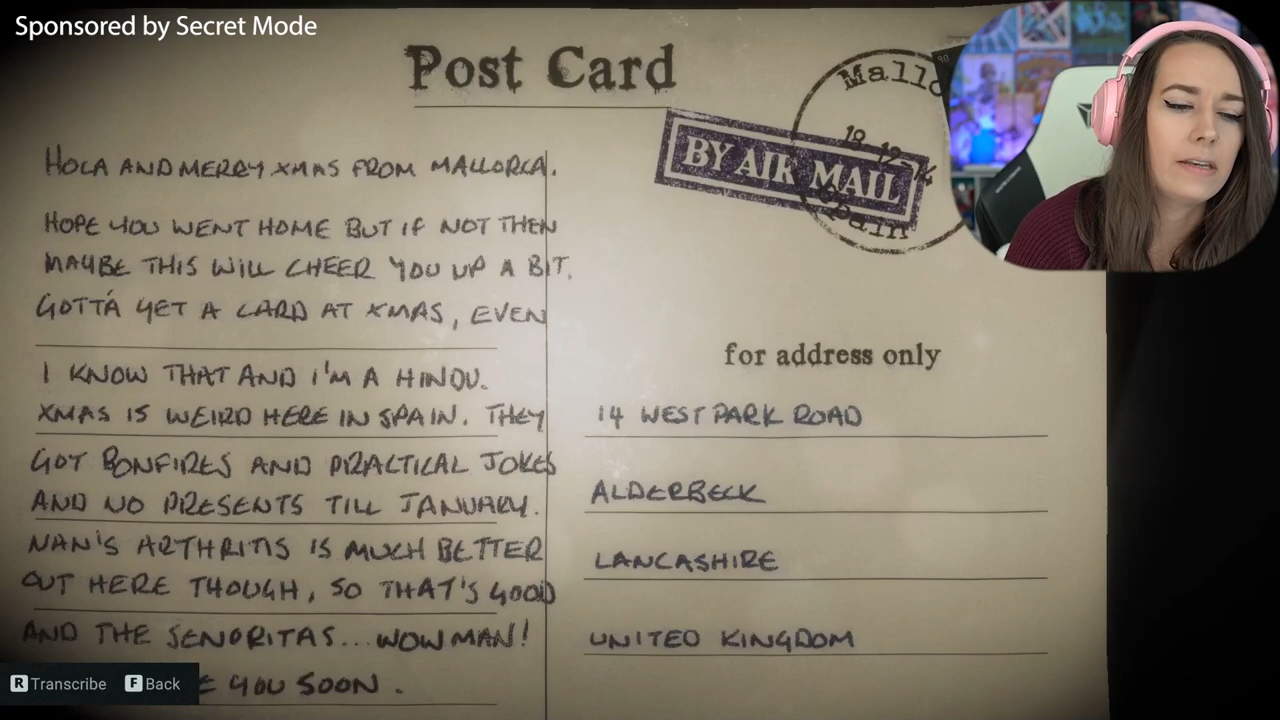 Sponsored by Secret Mode
Post Card
Mallo
BY AIR MAIL
Spain
HOLA AND MERRY XMAS FROM MALLORCA.
HOPE YOU WENT HOME BUT IF NOT THEN
MAYBE THIS WILL CHEER YOU UP A BIT.
GOTTA GET A CARD AT XMAS, EVEN
I KNOW THAT AND I'M A HINDU.
XMAS IS WEIRD HERE IN SPAIN. THEY
GOT BONFIRES AND PRACTICAL JOKES
AND NO PRESENTS TILL JANUARY.
NAN'S ARTHRITIS IS MUCH BETTER
OUT HERE THOUGH, SO THAT'S GOOD
AND THE SENORITAS... WOW MAN!
YOU SOON.
for address only
14 WEST PARK ROAD
ALDERBECK
LANCASHIRE
UNITED KINGDOM
R Transcribe F Back